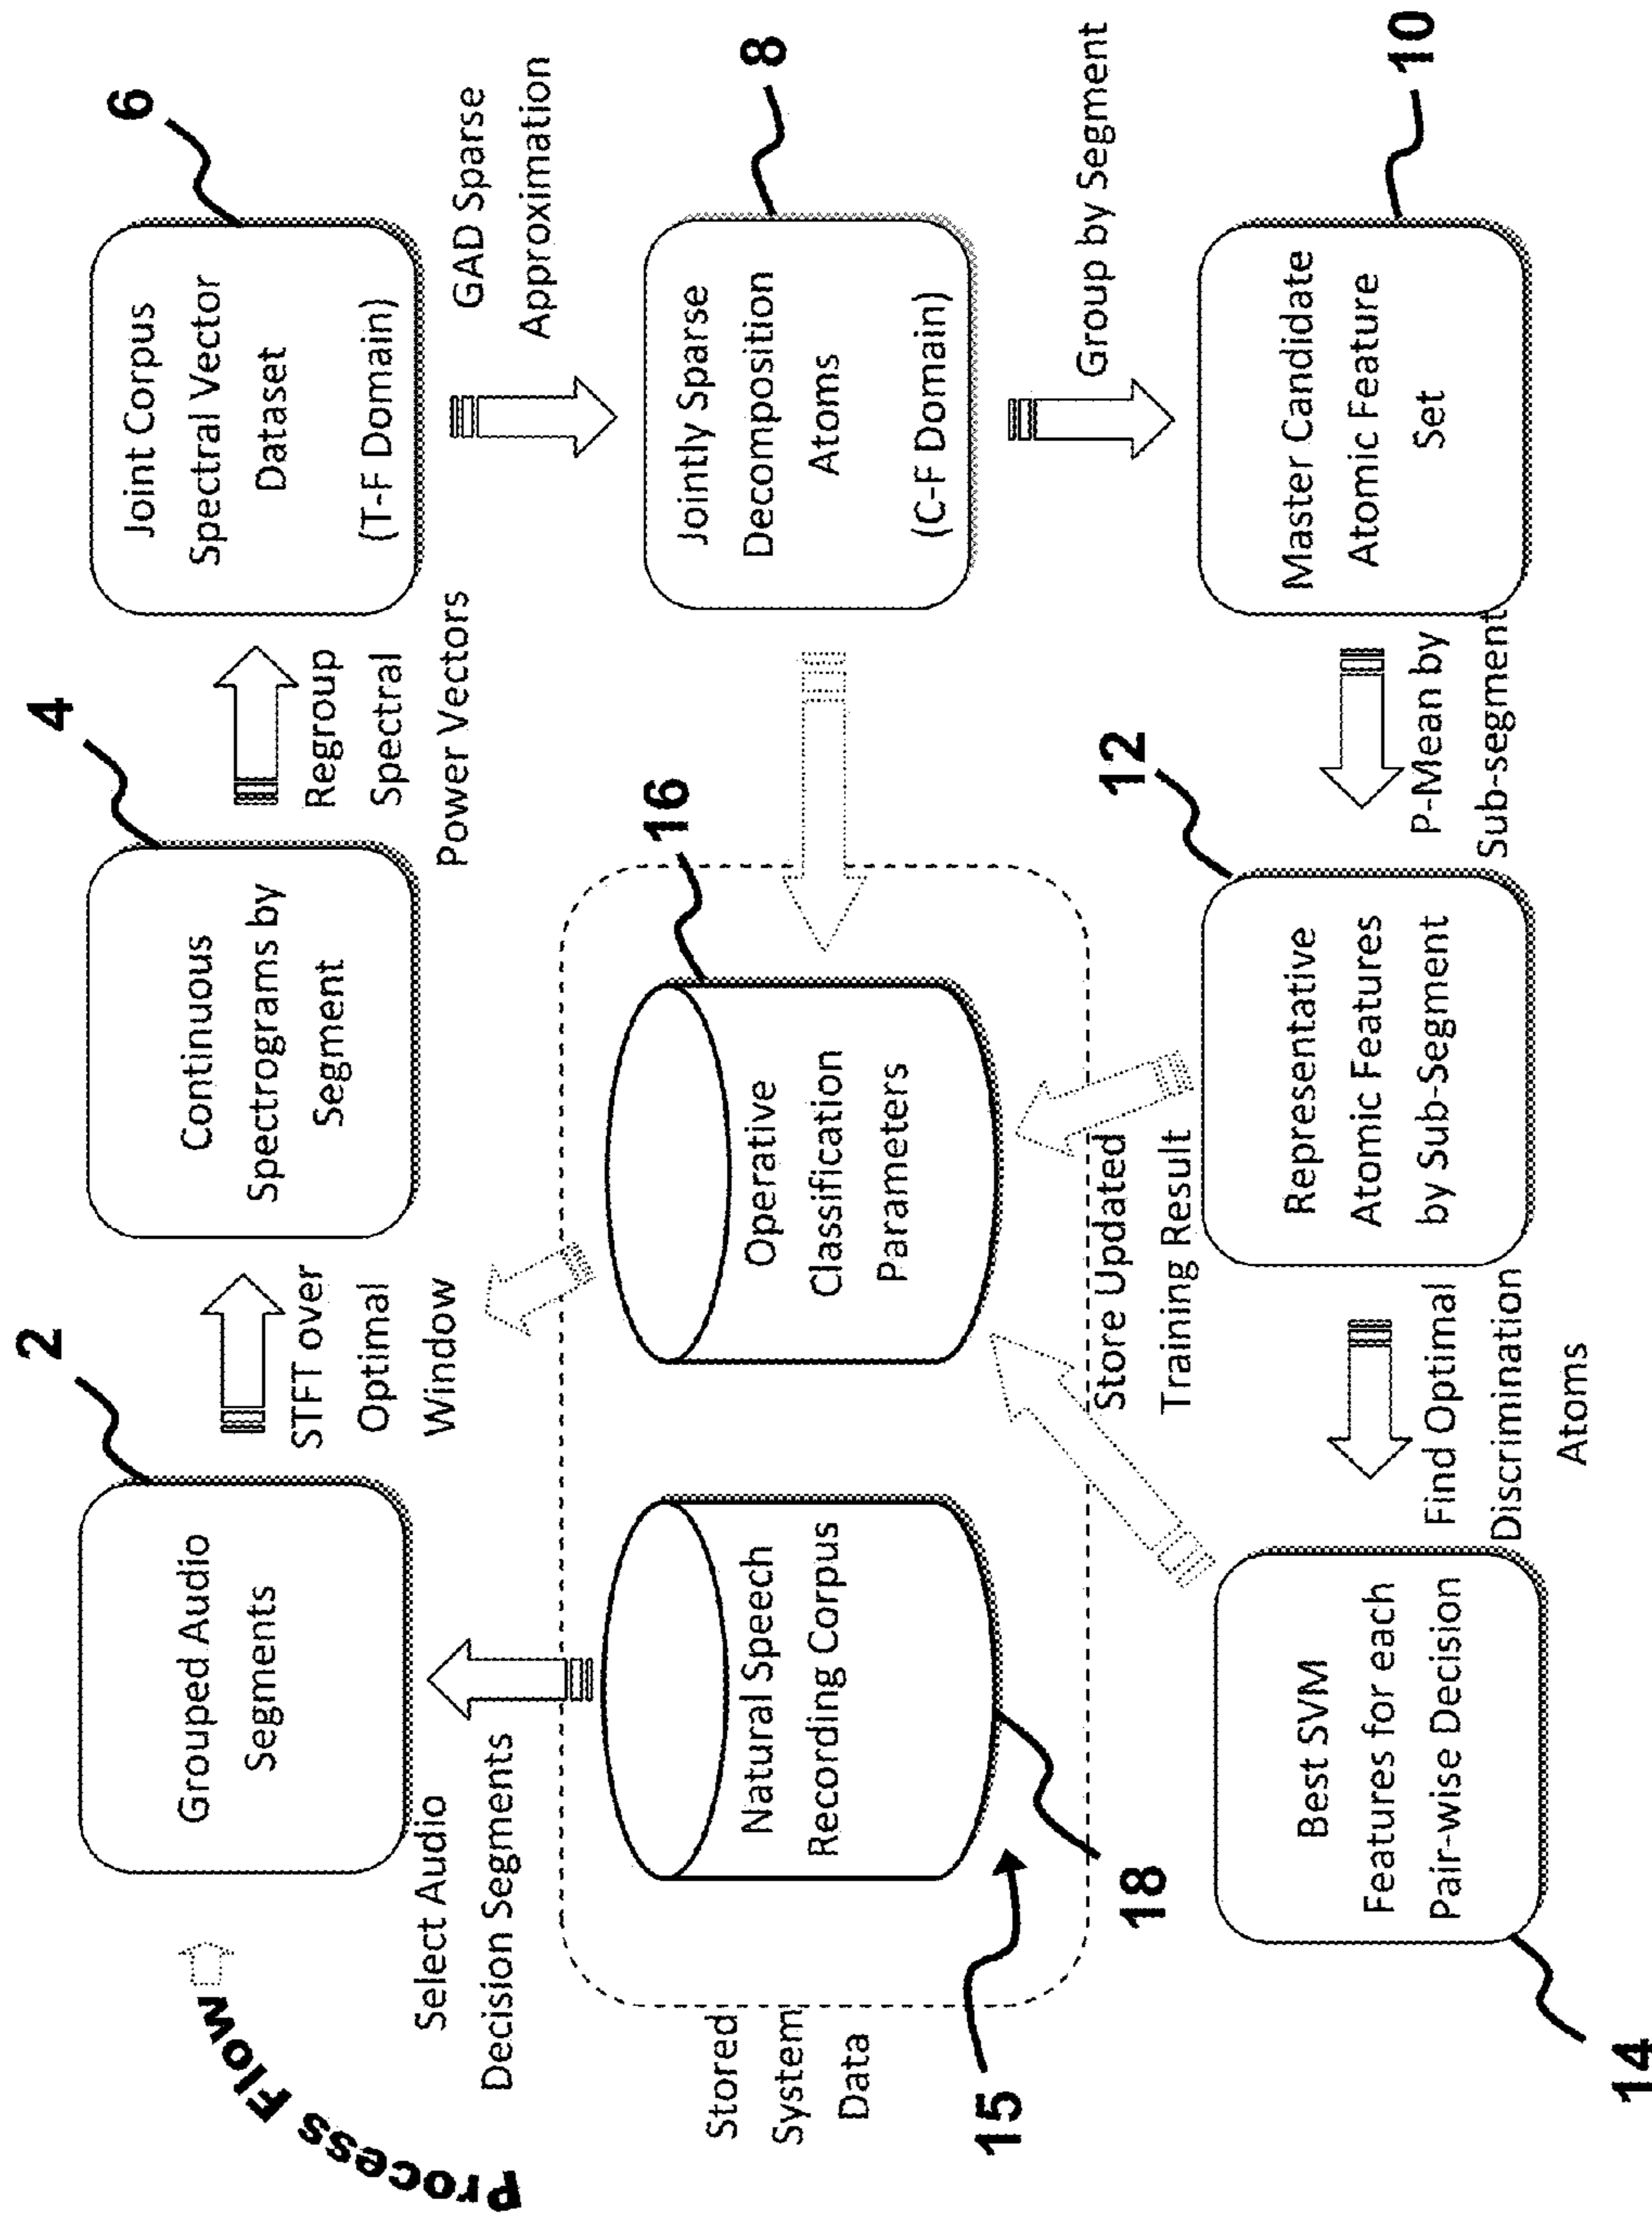 Process Flow
2
Grouped Audio
Segments
STFT over
Optimal
Window
4
Continuous
Spectrograms by
Segment
Regroup
Spectral
Power Vectors
6
Joint Corpus
Spectral Vector
Dataset
(T-F Domain)
GAD Sparse
Approximation
8
Jointly Sparse
Decomposition
Atoms
(C-F Domain)
Group by Segment
10
Master Candidate
Atomic Feature
Set
P-Mean by
Sub-segment
12
Representative
Atomic Features
by Sub-Segment
Find Optimal
Discrimination
Atoms
14
Best SVM
Features for each
Pair-wise Decision
Store Updated
Training Result
Select Audio
Decision Segments
Stored
System
Data
15
18
Natural Speech
Recording Corpus
16
Operative
Classification
Parameters